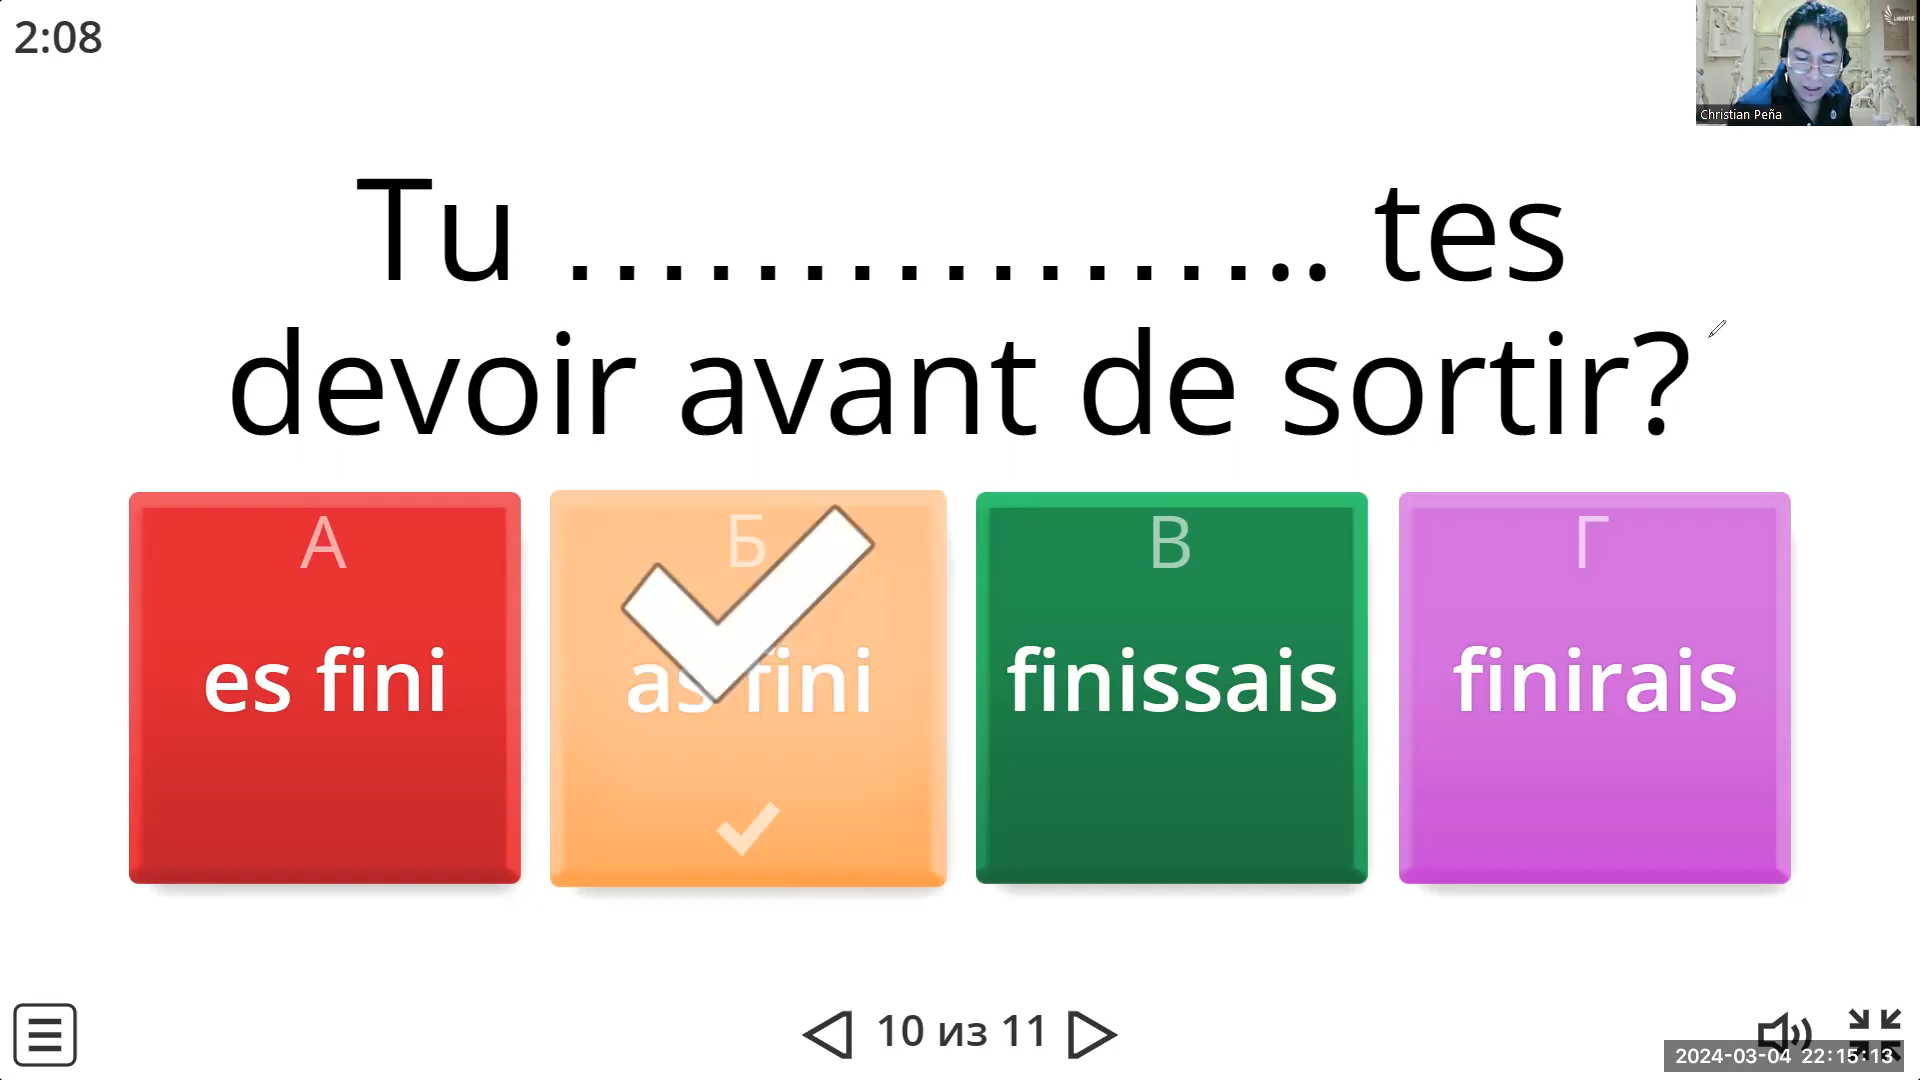 2:08
LIBERTÉ
Christian Peña
Tu ...................... tes
devoir avant de sortir?
А
Б
В
Г
es fini
as fini
finissais
finirais
10 из 11
2024-03-04 22:15:13